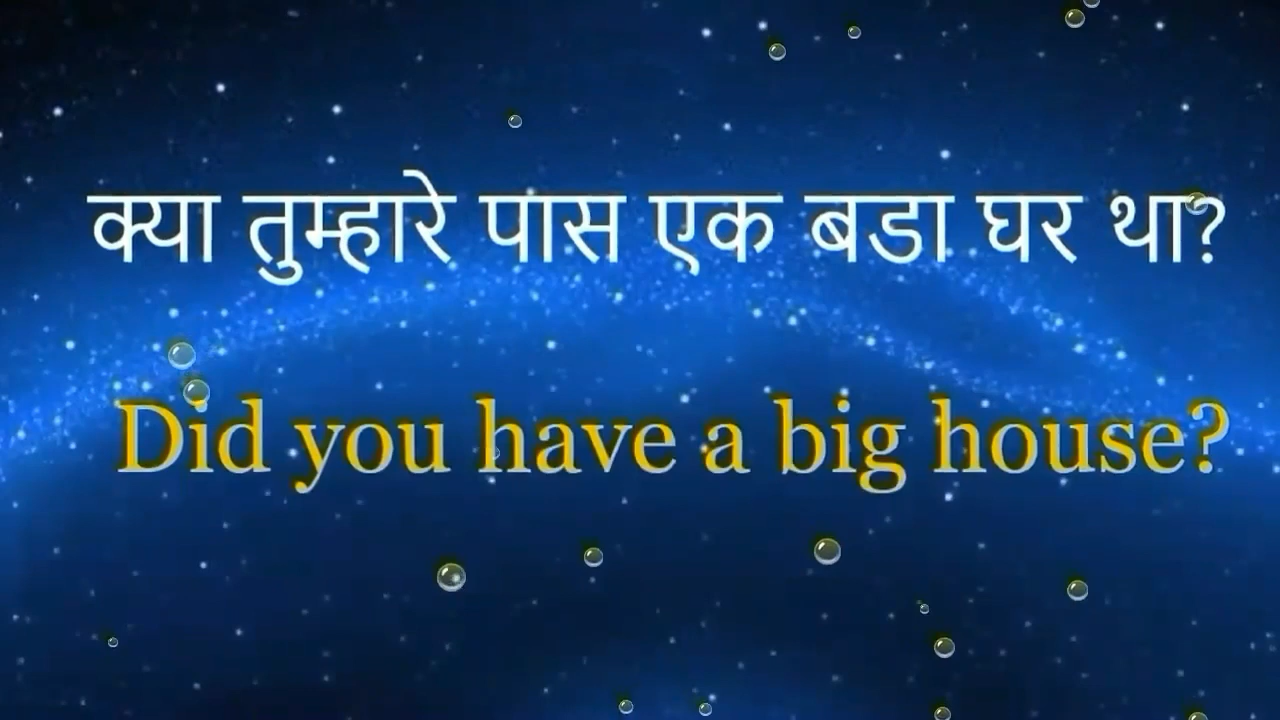 क्या तुम्हारे पास एक बडा घर था?
Did you have a big house?